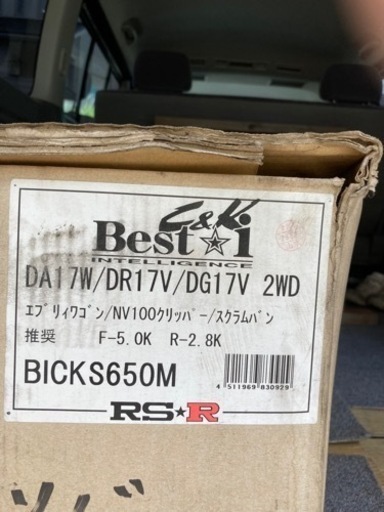 C&K
Best☆i
INTELLIGENCE
DA17W/DR17V/DG17V 2WD
エブリィワゴン/NV100クリッパー/スクラムバン
推奨 F-5.0K R-2.8K
BICKS650M
4 511969 830929
RS★R